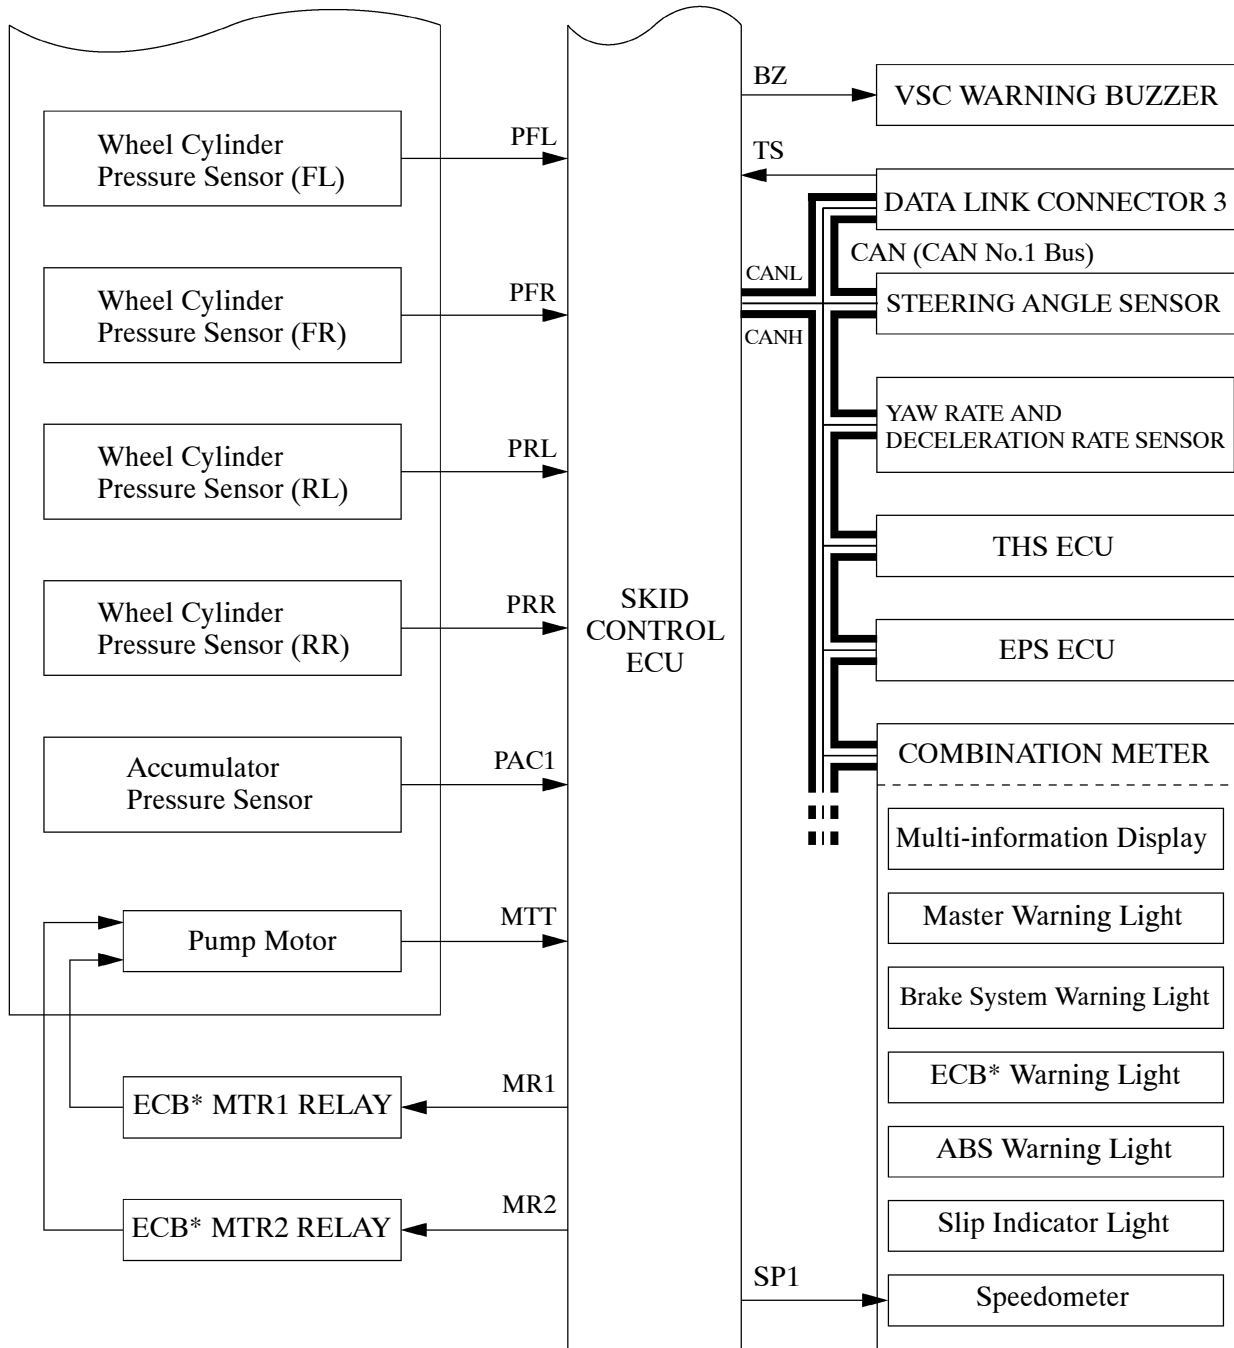 Wheel Cylinder
Pressure Sensor (FL)
PFL
Wheel Cylinder
Pressure Sensor (FR)
PFR
Wheel Cylinder
Pressure Sensor (RL)
PRL
Wheel Cylinder
Pressure Sensor (RR)
PRR
Accumulator
Pressure Sensor
PAC1
Pump Motor
MTT
ECB* MTR1 RELAY
MR1
ECB* MTR2 RELAY
MR2
SKID
CONTROL
ECU
BZ
VSC WARNING BUZZER
TS
DATA LINK CONNECTOR 3
CAN (CAN No.1 Bus)
CANL
CANH
STEERING ANGLE SENSOR
YAW RATE AND
DECELERATION RATE SENSOR
THS ECU
EPS ECU
COMBINATION METER
Multi-information Display
Master Warning Light
Brake System Warning Light
ECB* Warning Light
ABS Warning Light
Slip Indicator Light
SP1
Speedometer